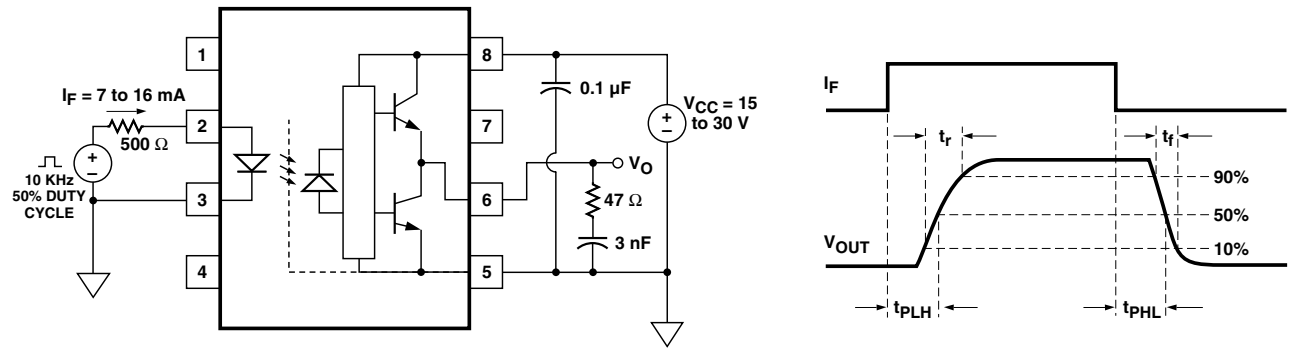 1
I_F = 7 to 16 mA
2
500 Ω
+
–
10 KHz
50% DUTY
CYCLE
3
4
8
0.1 µF
7
V_CC = 15
to 30 V
+
–
V_O
6
47 Ω
3 nF
5
I_F
t_r
t_f
90%
50%
10%
V_OUT
t_PLH
t_PHL